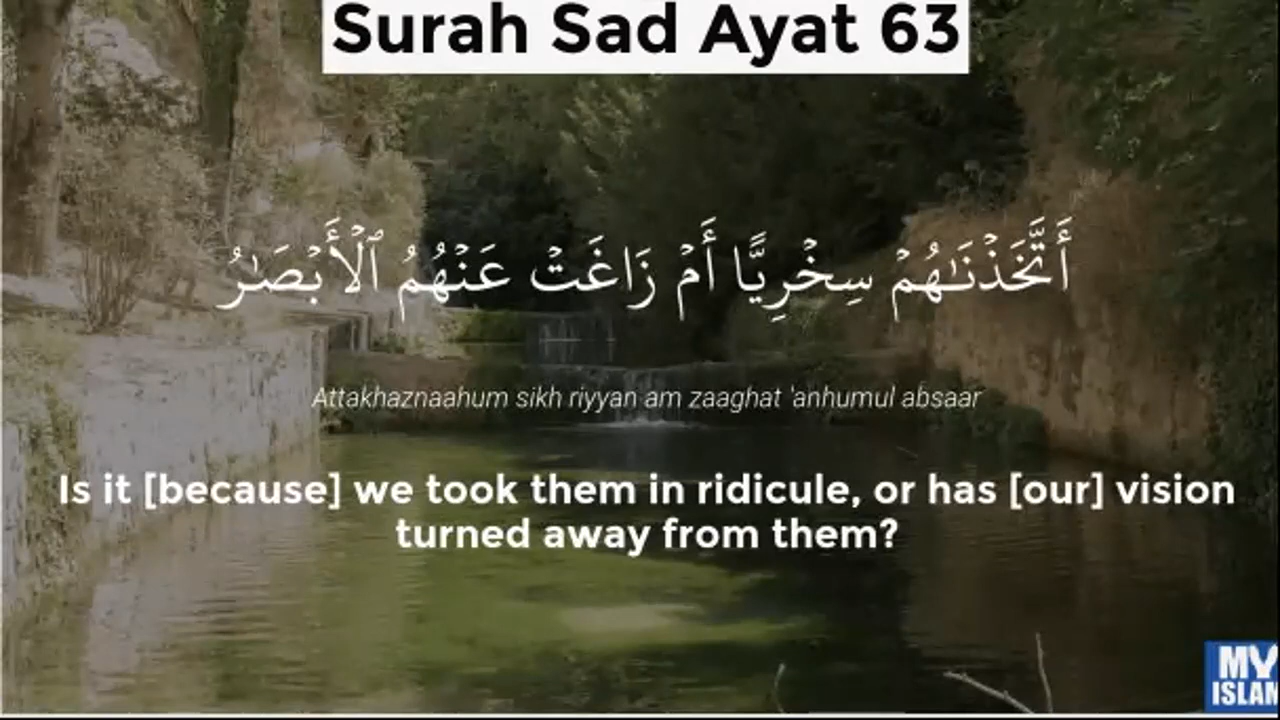 Surah Sad Ayat 63
أَتَّخَذْنَـٰهُمْ سِخْرِيًّا أَمْ زَاغَتْ عَنْهُمُ ٱلْأَبْصَـٰرُ
Attakhaznaahum sikh riyyan am zaaghat 'anhumul absaar
Is it [because] we took them in ridicule, or has [our] vision
turned away from them?
MY
ISLAM